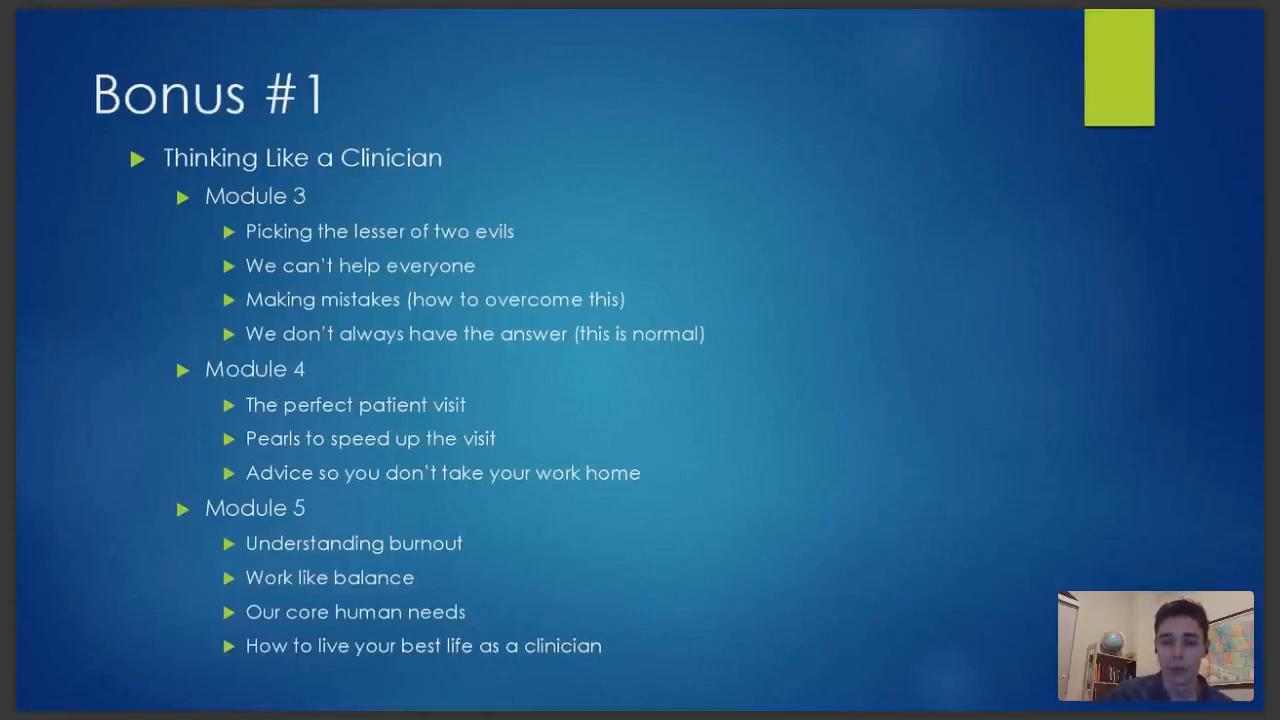 Bonus #1
Thinking Like a Clinician
Module 3
Picking the lesser of two evils
We can't help everyone
Making mistakes (how to overcome this)
We don't always have the answer (this is normal)
Module 4
The perfect patient visit
Pearls to speed up the visit
Advice so you don't take your work home
Module 5
Understanding burnout
Work like balance
Our core human needs
How to live your best life as a clinician